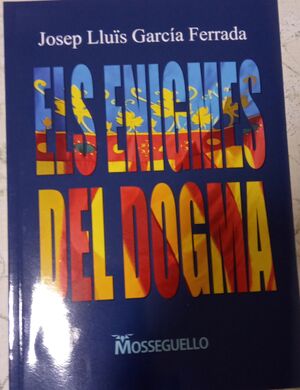 Josep Lluïs García Ferrada
ELS ENIGMES
DEL DOGMA
MOSSEGUELLO